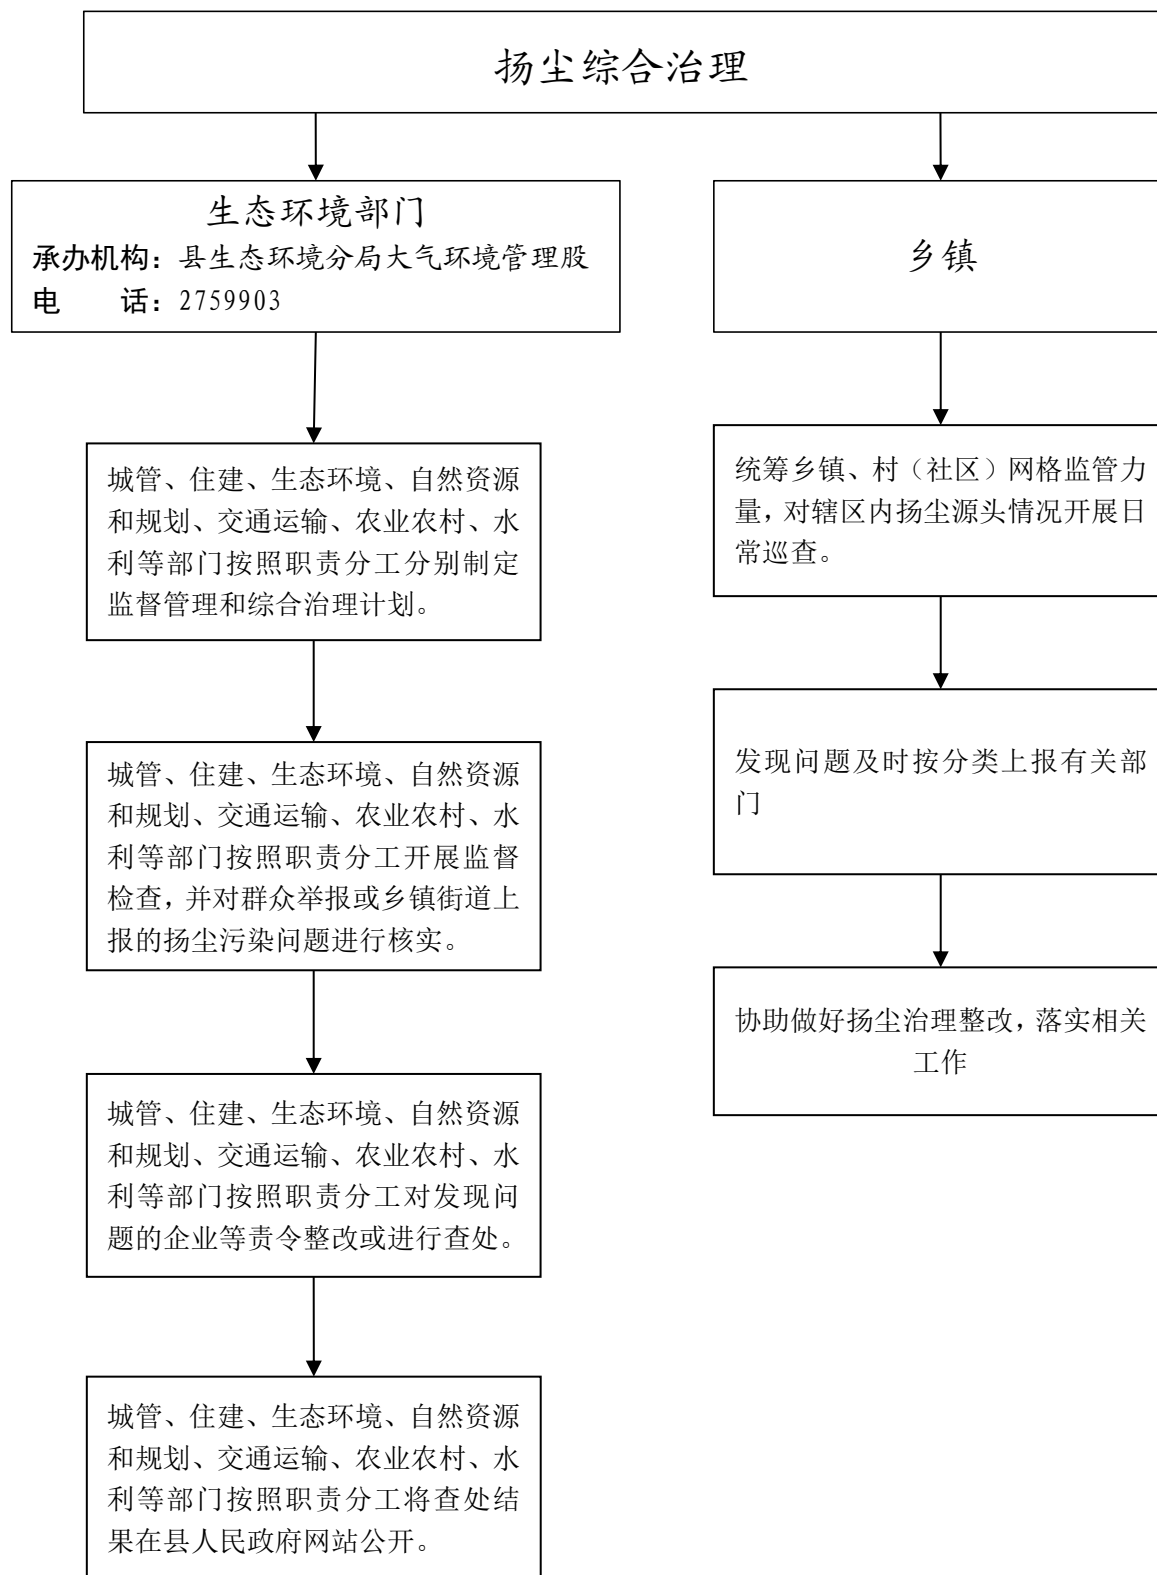 扬尘综合治理
生态环境部门
承办机构：县生态环境分局大气环境管理股
电　　话：2759903
城管、住建、生态环境、自然资源
和规划、交通运输、农业农村、水
利等部门按照职责分工分别制定
监督管理和综合治理计划。
城管、住建、生态环境、自然资源
和规划、交通运输、农业农村、水
利等部门按照职责分工开展监督
检查，并对群众举报或乡镇街道上
报的扬尘污染问题进行核实。
城管、住建、生态环境、自然资源
和规划、交通运输、农业农村、水
利等部门按照职责分工对发现问
题的企业等责令整改或进行查处。
城管、住建、生态环境、自然资源
和规划、交通运输、农业农村、水
利等部门按照职责分工将查处结
果在县人民政府网站公开。
乡镇
统筹乡镇、村（社区）网格监管力
量，对辖区内扬尘源头情况开展日
常巡查。
发现问题及时按分类上报有关部
门
协助做好扬尘治理整改，落实相关
工作